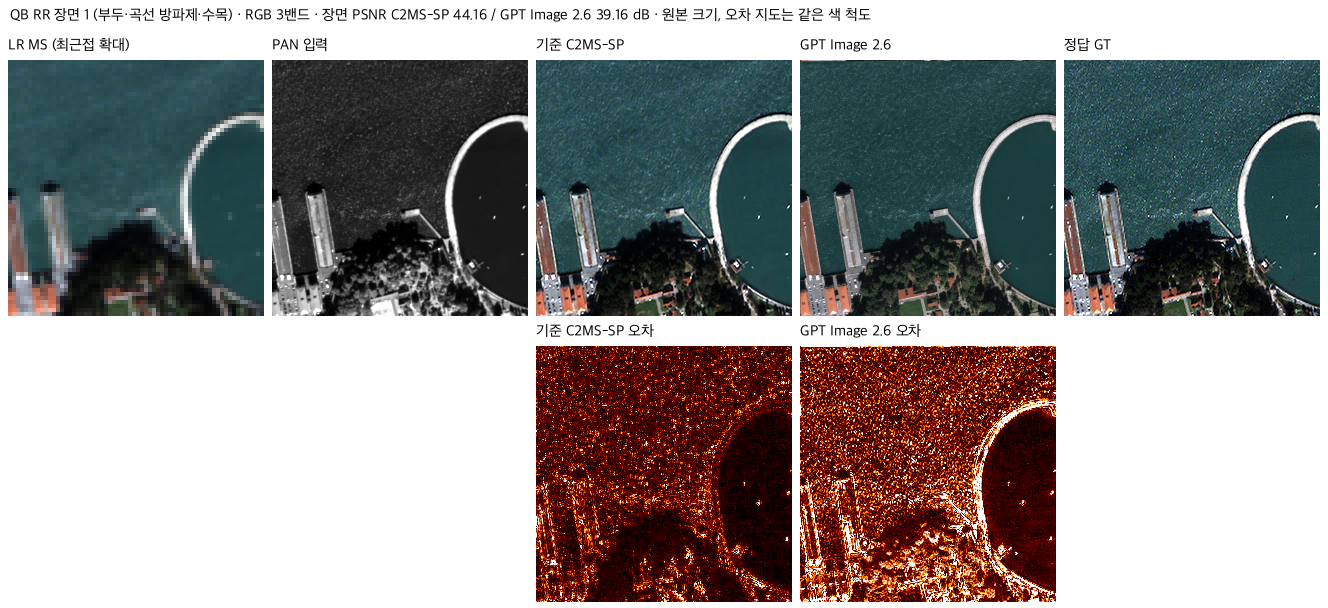 QB RR 장면 1 (부두·곡선 방파제·수목) · RGB 3밴드 · 장면 PSNR C2MS-SP 44.16 / GPT Image 2.6 39.16 dB · 원본 크기, 오차 지도는 같은 색 척도
LR MS (최근접 확대)
PAN 입력
기준 C2MS-SP
GPT Image 2.6
정답 GT
기준 C2MS-SP 오차
GPT Image 2.6 오차